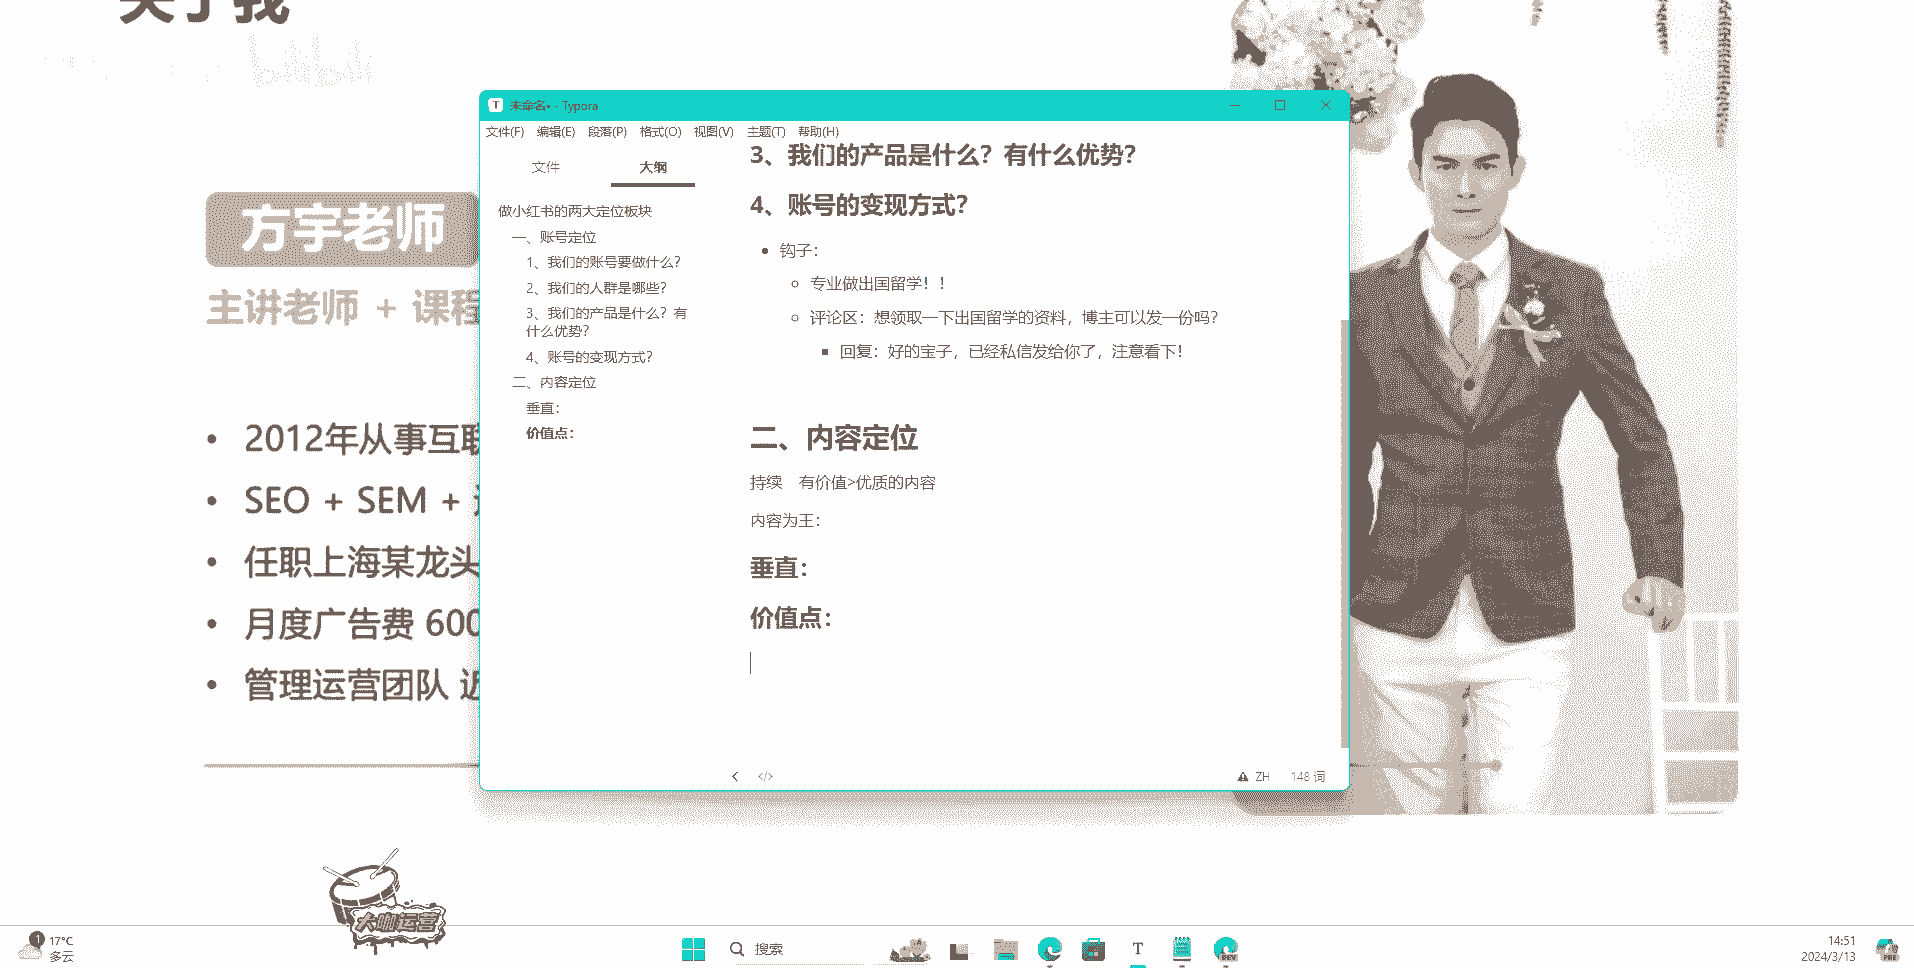 关于我
bilibili
方宇老师
主讲老师 + 课程
2012年从事互联
SEO + SEM +
任职上海某龙头
月度广告费 600
管理运营团队 近
未命名• - Typora
文件(F) 编辑(E) 段落(P) 格式(O) 视图(V) 主题(T) 帮助(H)
文件 大纲
做小红书的两大定位板块
一、账号定位
1、我们的账号要做什么?
2、我们的人群是哪些?
3、我们的产品是什么?有
什么优势?
4、账号的变现方式?
二、内容定位
垂直:
价值点:
3、我们的产品是什么?有什么优势?
4、账号的变现方式?
钩子:
专业做出国留学!!
评论区:想领取一下出国留学的资料,博主可以发一份吗?
回复:好的宝子,已经私信发给你了,注意看下!
二、内容定位
持续 有价值>优质的内容
内容为王:
垂直:
价值点:
</> ZH 148 词
大咖运营
1 17°C
多云
搜索
T
DEV
14:51
2024/3/13
PRE